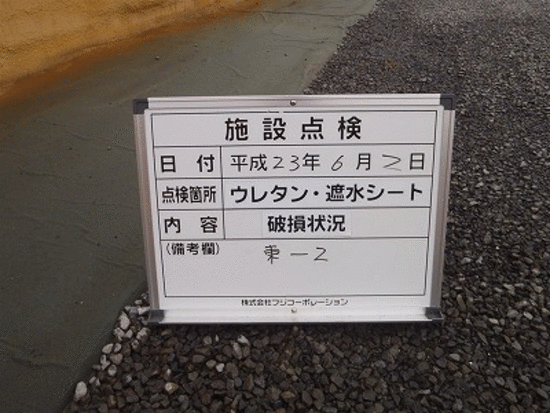 施設点検
日付 平成23年6月2日
点検箇所 ウレタン・遮水シート
内容 破損状況
(備考欄) 東-2
株式会社フジコーポレーション